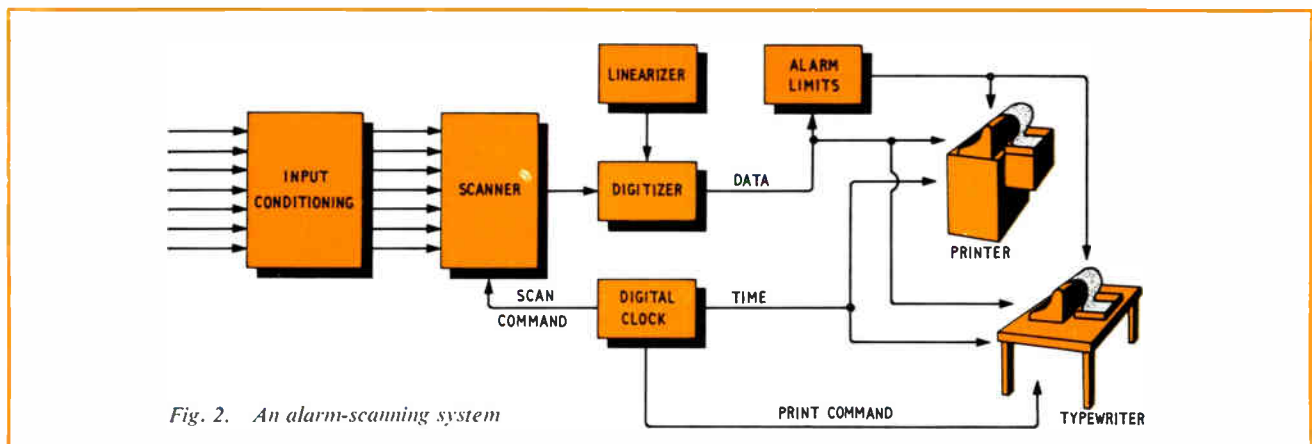 LINEARIZER
ALARM
LIMITS
INPUT
CONDITIONING
SCANNER
DIGITIZER
DATA
PRINTER
SCAN
COMMAND
DIGITAL
CLOCK
TIME
PRINT COMMAND
TYPEWRITER
Fig. 2. An alarm-scanning system